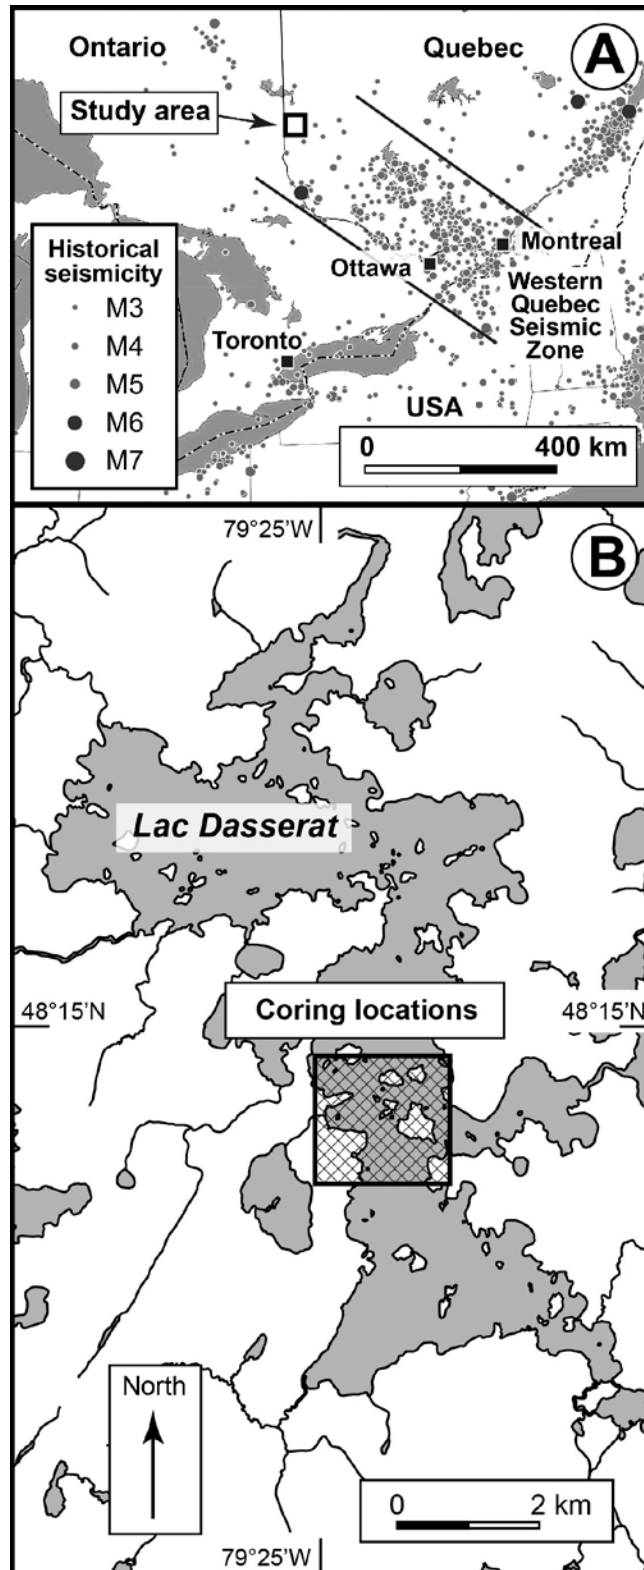 Ontario
Quebec
A
Study area
Historical
seismicity
M3
M4
M5
M6
M7
Montreal
Ottawa
Western
Quebec
Seismic
Zone
Toronto
USA
0 400 km
79°25'W
B
Lac Dasserat
Coring locations
48°15'N
48°15'N
North
0 2 km
79°25'W